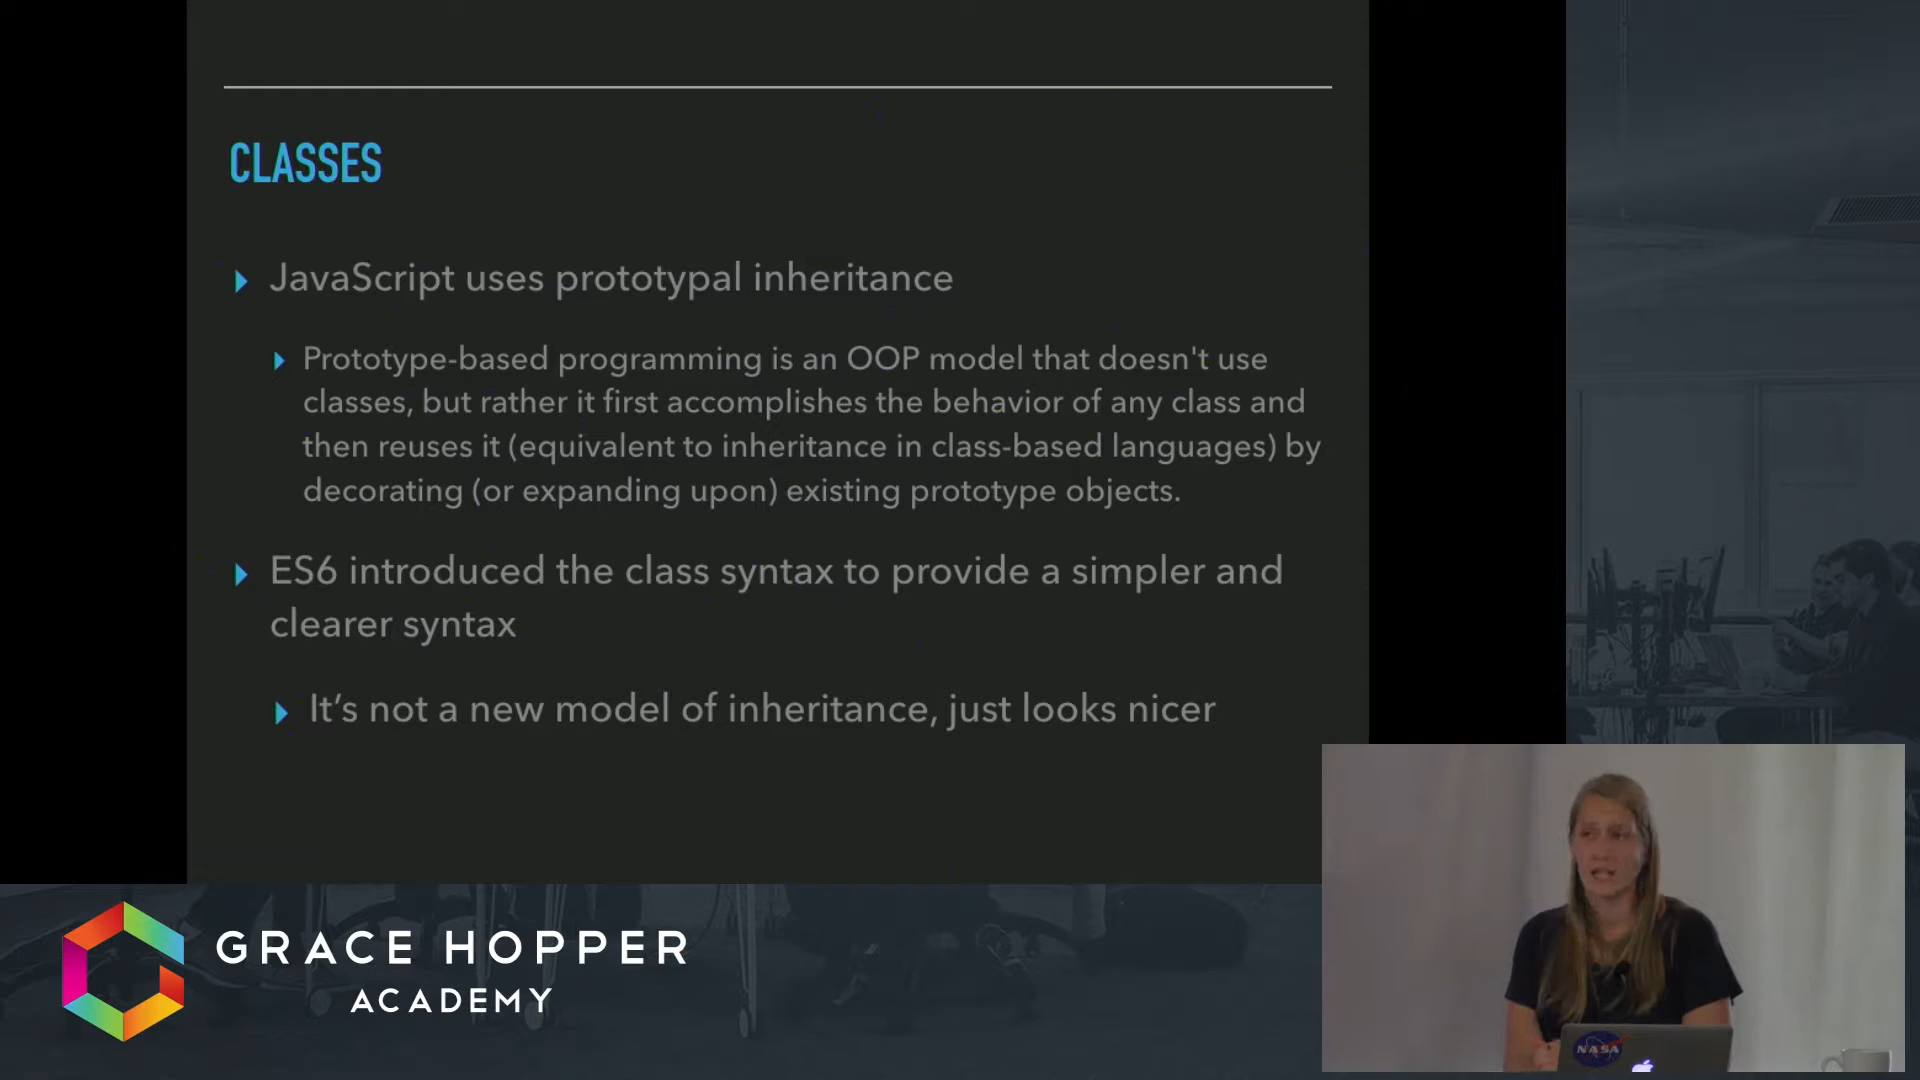 CLASSES
JavaScript uses prototypal inheritance
Prototype-based programming is an OOP model that doesn't use
classes, but rather it first accomplishes the behavior of any class and
then reuses it (equivalent to inheritance in class-based languages) by
decorating (or expanding upon) existing prototype objects.
ES6 introduced the class syntax to provide a simpler and
clearer syntax
It’s not a new model of inheritance, just looks nicer
GRACE HOPPER
ACADEMY
NASA